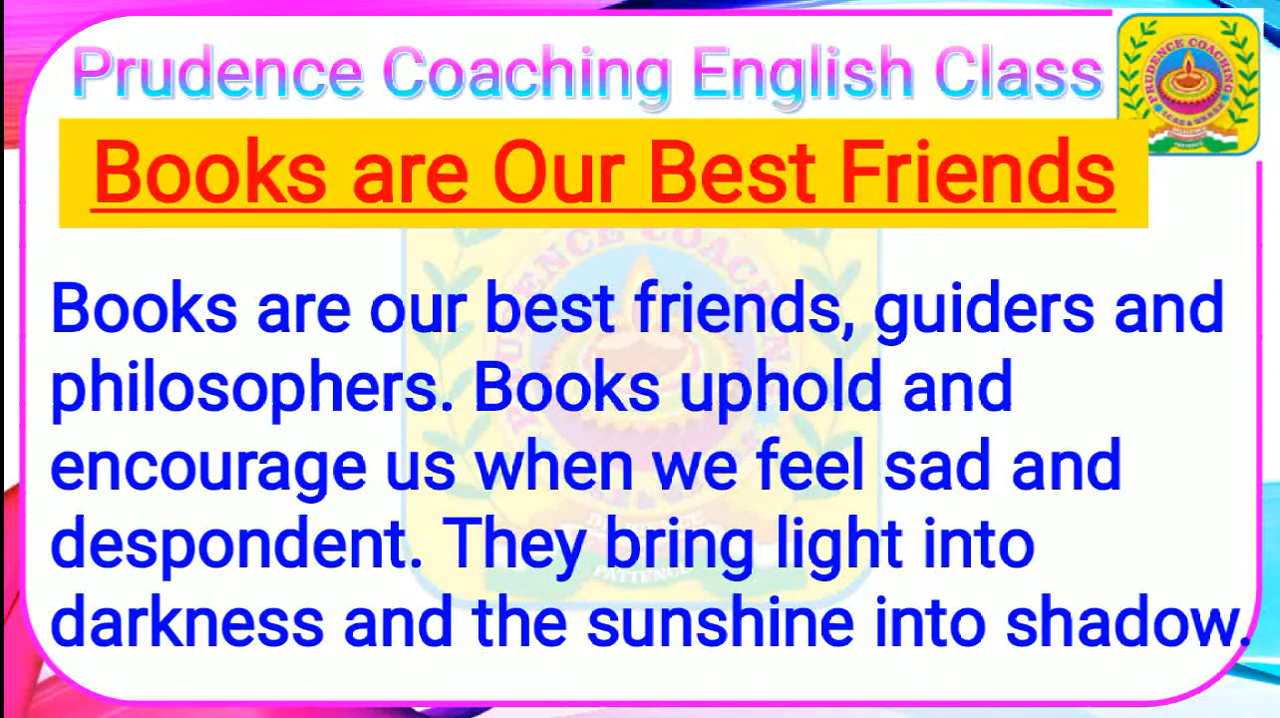 Prudence Coaching English Class
PRUDENCE COACHING
Books are Our Best Friends
Books are our best friends, guiders and
philosophers. Books uphold and
encourage us when we feel sad and
despondent. They bring light into
darkness and the sunshine into shadow.